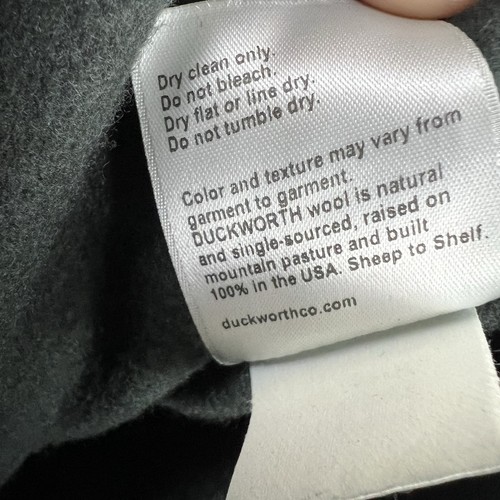 Dry clean only.
Do not bleach.
Dry flat or line dry.
Do not tumble dry.
Color and texture may vary from
garment to garment.
DUCKWORTH wool is natural
and single-sourced, raised on
mountain pasture and built
100% in the USA. Sheep to Shelf.
duckworthco.com